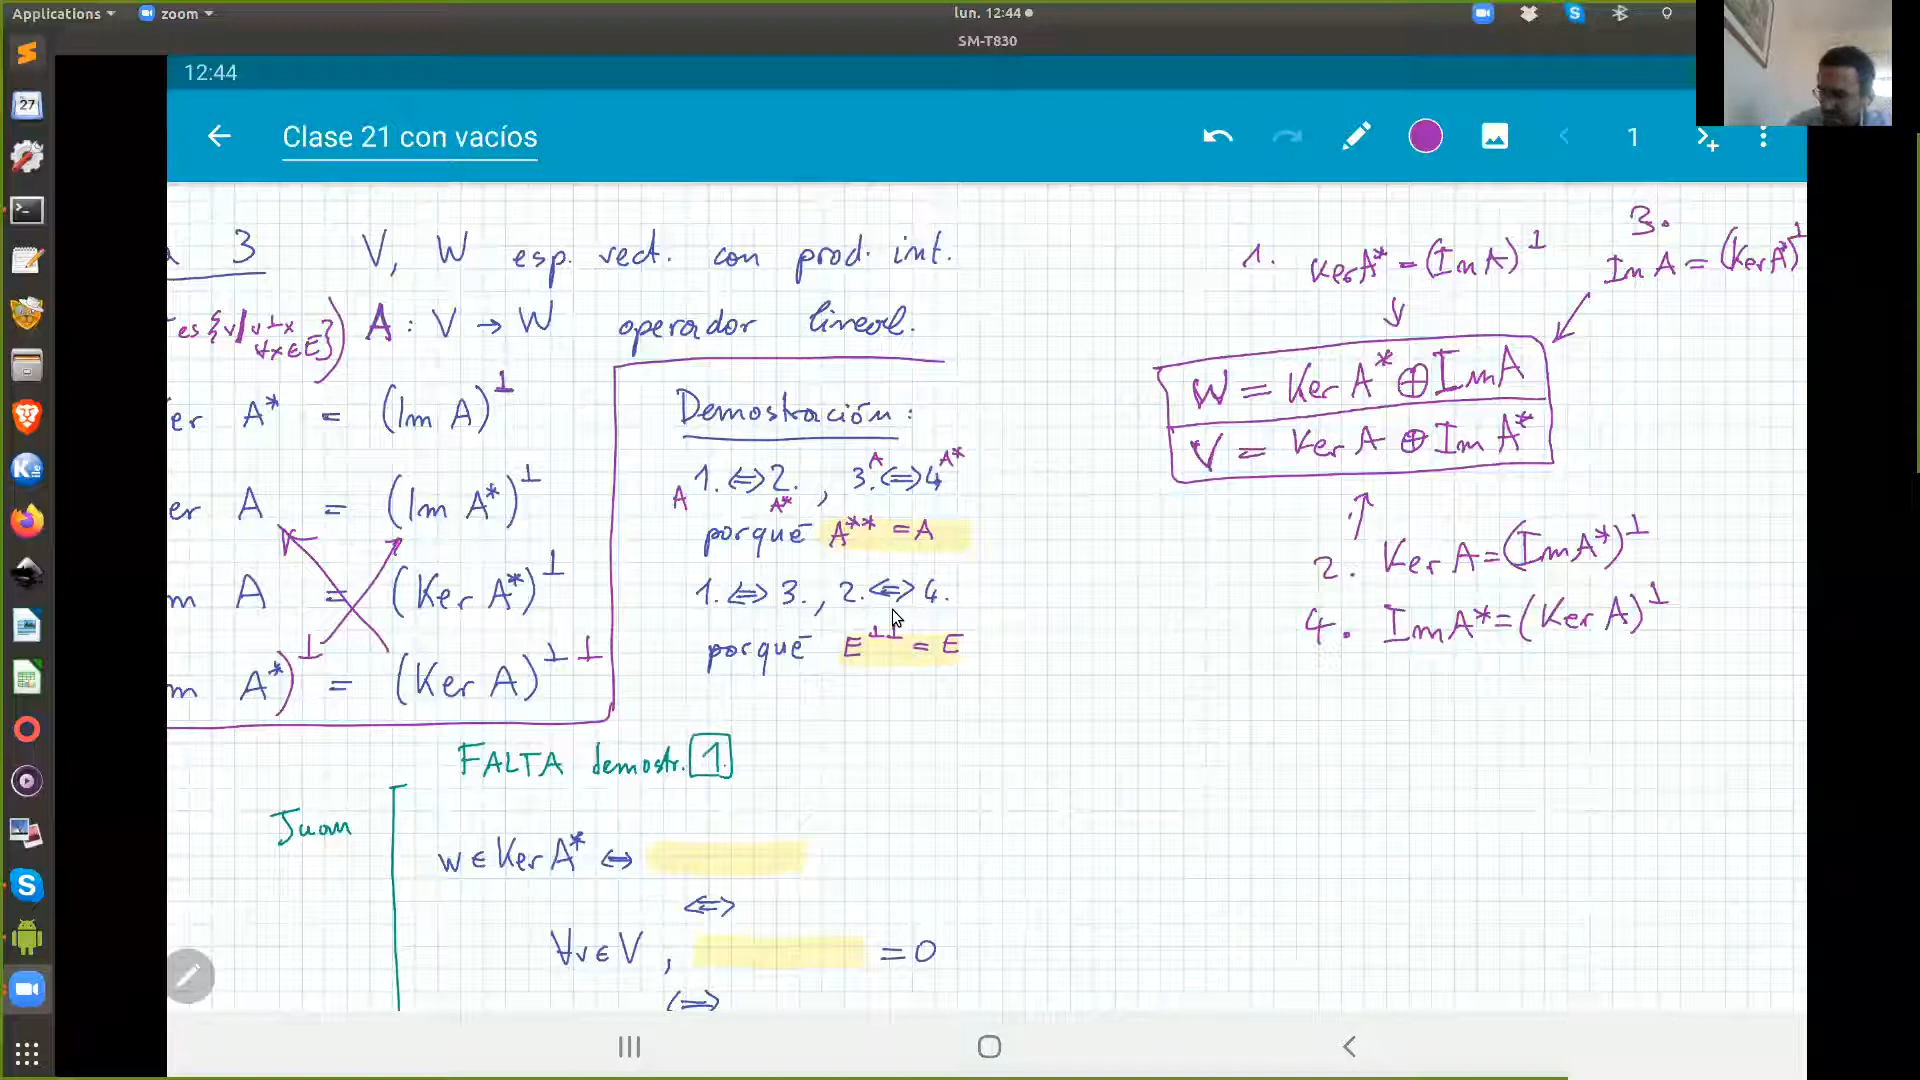 Applications
zoom
lun. 12:44
SM-T830
12:44
Clase 21 con vacíos
1
3 V, W esp. vect. con prod. int.
es {v / v⊥x ∀x∈E}) A : V → W operador lineal.
er A* = (Im A)⊥
er A = (Im A*)⊥
m A = (Ker A*)⊥
m A*)⊥ = (Ker A)⊥⊥
Demostración:
1. ⇔ 2. , 3. ⇔ 4
A A* A A*
porqué A** = A
1. ⇔ 3., 2. ⇔ 4.
porqué E⊥⊥ = E
1. Ker A* = (Im A)⊥
3. Im A = (Ker A*)⊥
W = Ker A* ⊕ Im A
V = Ker A ⊕ Im A*
2. Ker A = (Im A*)⊥
4. Im A* = (Ker A)⊥
FALTA demostr. 1.
Juan
w ∈ Ker A* ⇔
⇔
∀v ∈ V , = 0
⇔